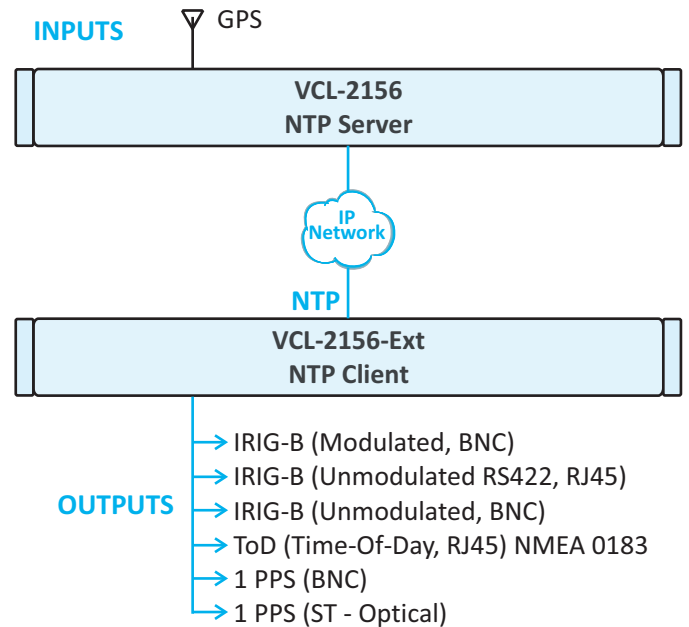 INPUTS
GPS
VCL-2156
NTP Server
IP
Network
NTP
VCL-2156-Ext
NTP Client
OUTPUTS
IRIG-B (Modulated, BNC)
IRIG-B (Unmodulated RS422, RJ45)
IRIG-B (Unmodulated, BNC)
ToD (Time-Of-Day, RJ45) NMEA 0183
1 PPS (BNC)
1 PPS (ST - Optical)